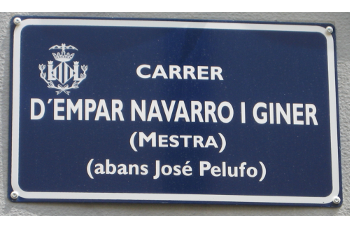 CARRER
D´EMPAR NAVARRO I GINER
(MESTRA)
(abans José Pelufo)